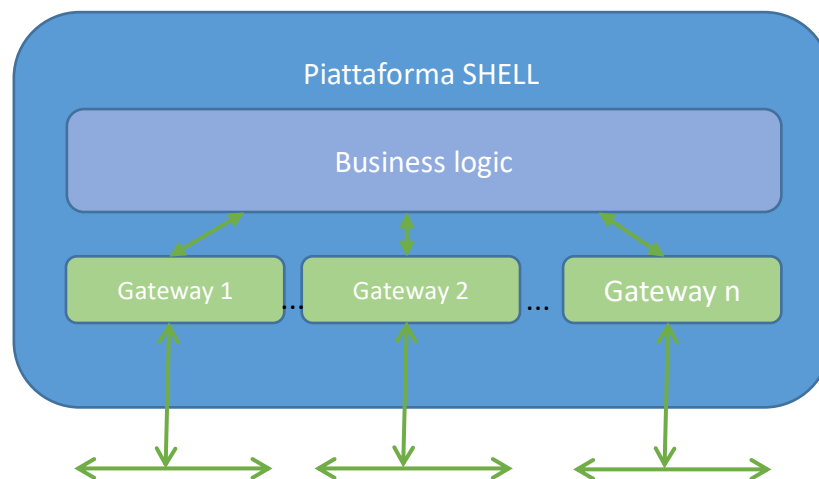 Piattaforma SHELL
Business logic
Gateway 1
...
Gateway 2
...
Gateway n